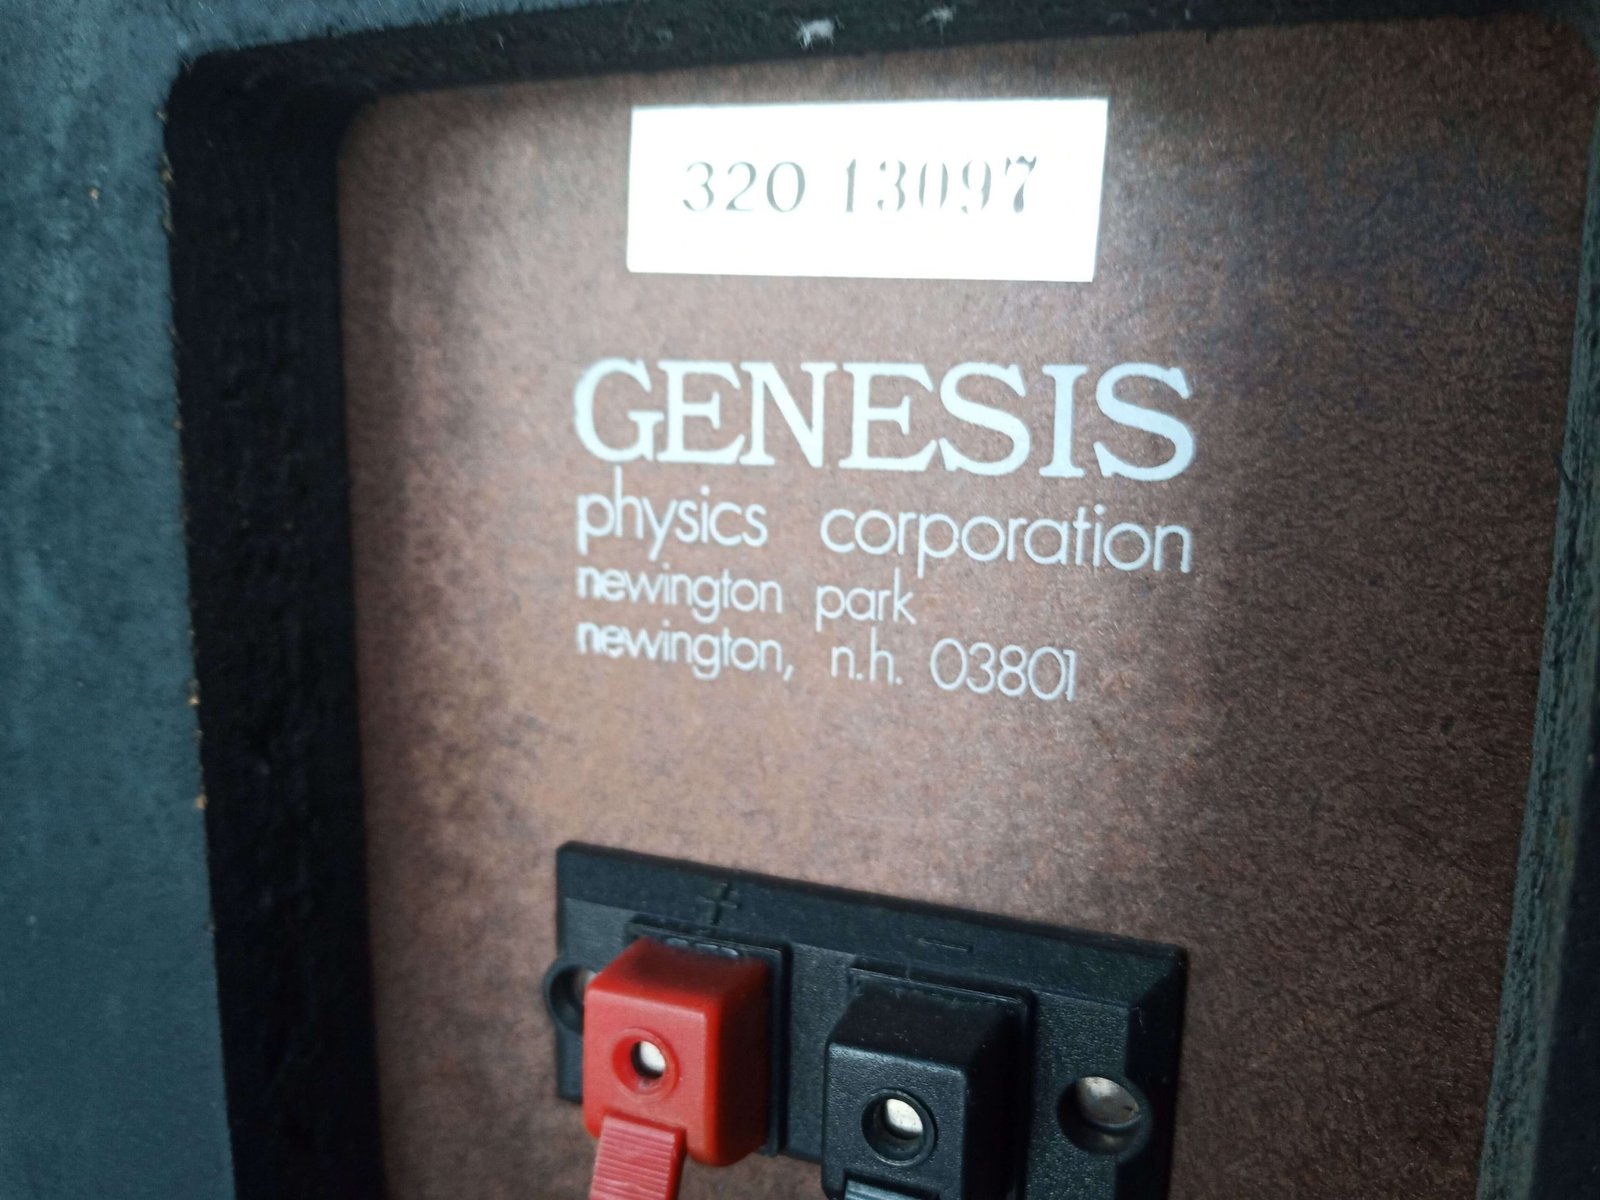 320 13097
GENESIS
physics corporation
newington park
newington, n.h. 03801
+ −